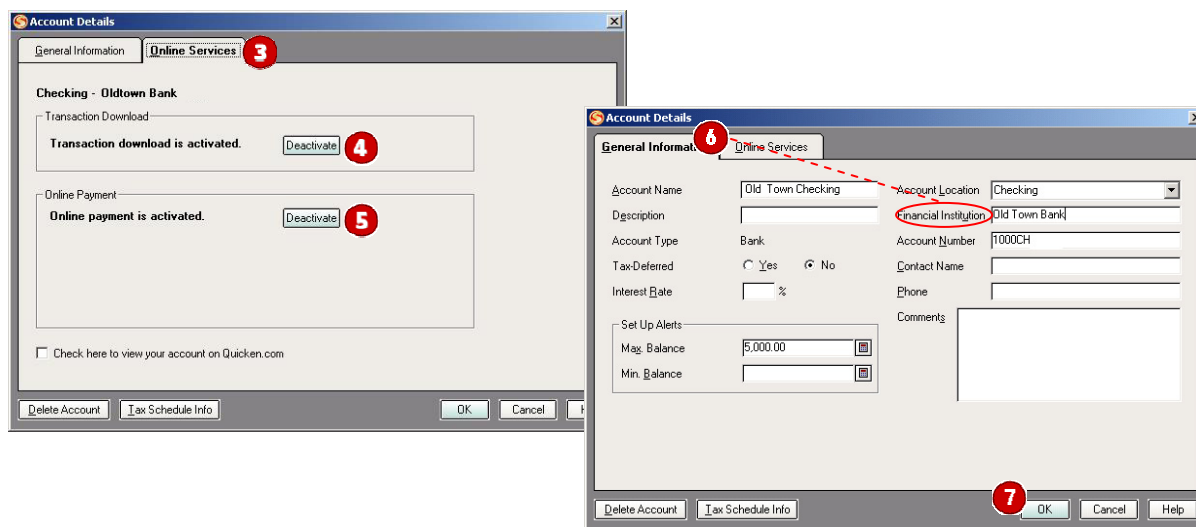 Account Details
General Information
Online Services
3
Checking - Oldtown Bank
Transaction Download
Transaction download is activated.
Deactivate
4
Online Payment
Online payment is activated.
Deactivate
5
Check here to view your account on Quicken.com
Delete Account
Tax Schedule Info
OK
Cancel
Account Details
6
General Informati
Online Services
Account Name
Old Town Checking
Account Location
Checking
Description
Financial Institution
Old Town Bank
Account Type
Bank
Account Number
1000CH
Tax-Deferred
Yes
No
Contact Name
Interest Rate
%
Phone
Set Up Alerts
Comments
Max. Balance
5,000.00
Min. Balance
7
Delete Account
Tax Schedule Info
OK
Cancel
Help